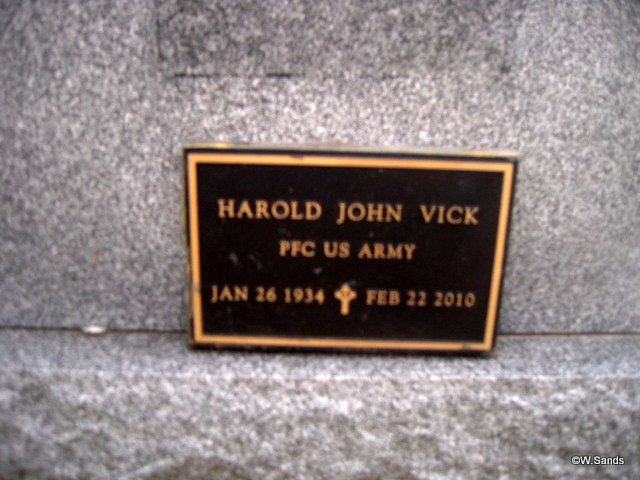 HAROLD JOHN VICK
PFC US ARMY
JAN 26 1934 FEB 22 2010
©W.Sands